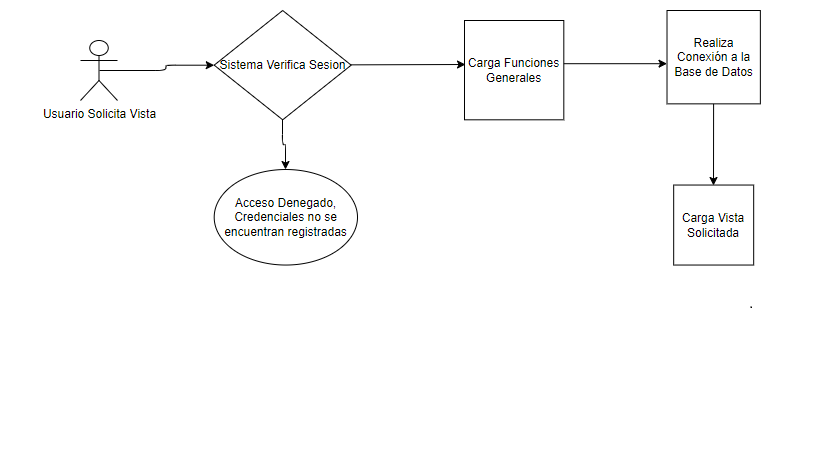 Usuario Solicita Vista
Sistema Verifica Sesion
Carga Funciones
Generales
Realiza
Conexión a la
Base de Datos
Acceso Denegado,
Credenciales no se
encuentran registradas
Carga Vista
Solicitada
.